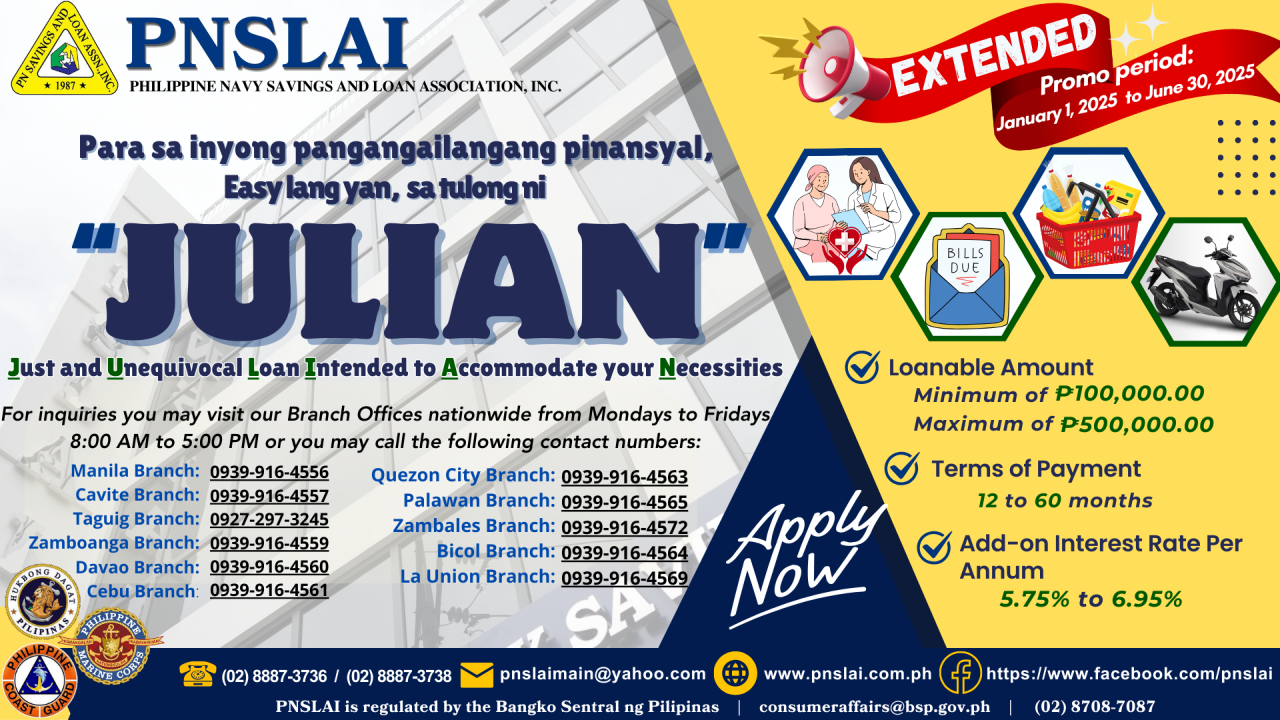 PN SAVINGS AND LOAN ASSN. INC.
★ 1987 ★
PNSLAI
PHILIPPINE NAVY SAVINGS AND LOAN ASSOCIATION, INC.
Para sa inyong pangangailangang pinansyal,
Easy lang yan, sa tulong ni
"JULIAN"
Just and Unequivocal Loan Intended to Accommodate your Necessities
For inquiries you may visit our Branch Offices nationwide from Mondays to Fridays
8:00 AM to 5:00 PM or you may call the following contact numbers:
Manila Branch: 0939-916-4556
Cavite Branch: 0939-916-4557
Taguig Branch: 0927-297-3245
Zamboanga Branch: 0939-916-4559
Davao Branch: 0939-916-4560
Cebu Branch: 0939-916-4561
Quezon City Branch: 0939-916-4563
Palawan Branch: 0939-916-4565
Zambales Branch: 0939-916-4572
Bicol Branch: 0939-916-4564
La Union Branch: 0939-916-4569
EXTENDED
Promo period:
January 1, 2025 to June 30, 2025
BILLS
DUE
Loanable Amount
Minimum of ₱100,000.00
Maximum of ₱500,000.00
Terms of Payment
12 to 60 months
Add-on Interest Rate Per
Annum
5.75% to 6.95%
Apply
Now
HUKBONG DAGAT
PILIPINAS
PHILIPPINE
MARINE CORPS
PHILIPPINE
COAST GUARD
(02) 8887-3736 / (02) 8887-3738
pnslaimain@yahoo.com
www.pnslai.com.ph
https://www.facebook.com/pnslai
PNSLAI is regulated by the Bangko Sentral ng Pilipinas | consumeraffairs@bsp.gov.ph | (02) 8708-7087